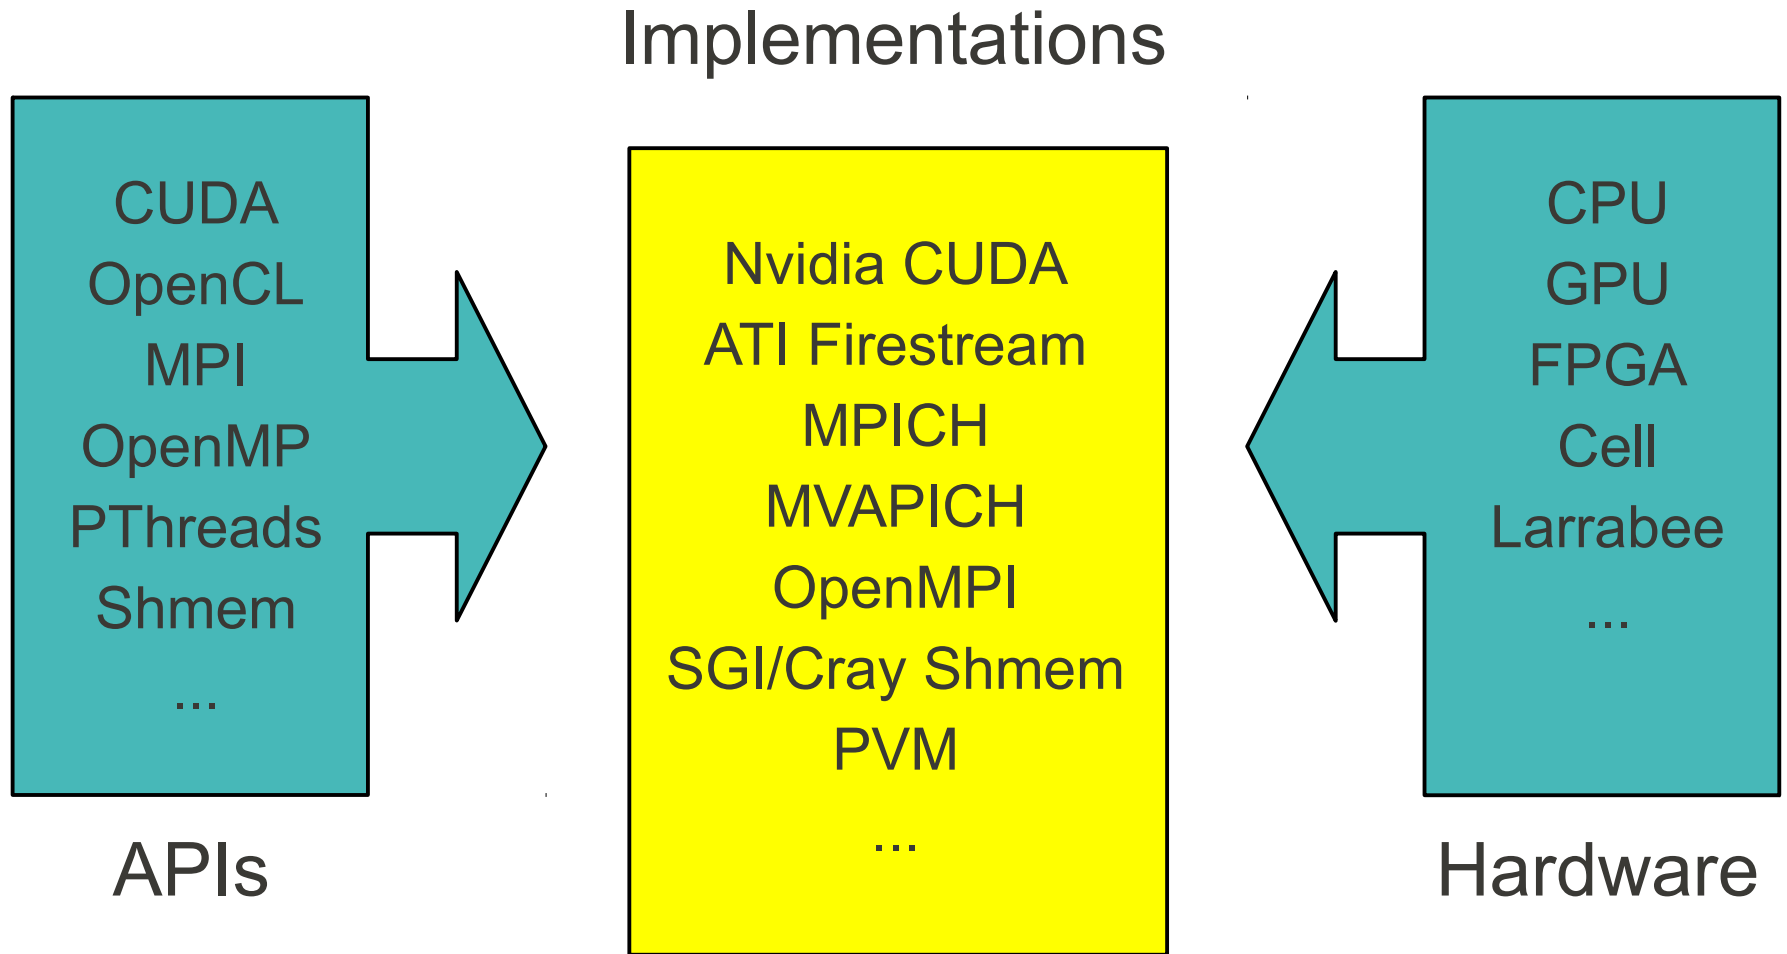 Implementations
CUDA
OpenCL
MPI
OpenMP
PThreads
Shmem
...
APIs
Nvidia CUDA
ATI Firestream
MPICH
MVAPICH
OpenMPI
SGI/Cray Shmem
PVM
...
CPU
GPU
FPGA
Cell
Larrabee
...
Hardware